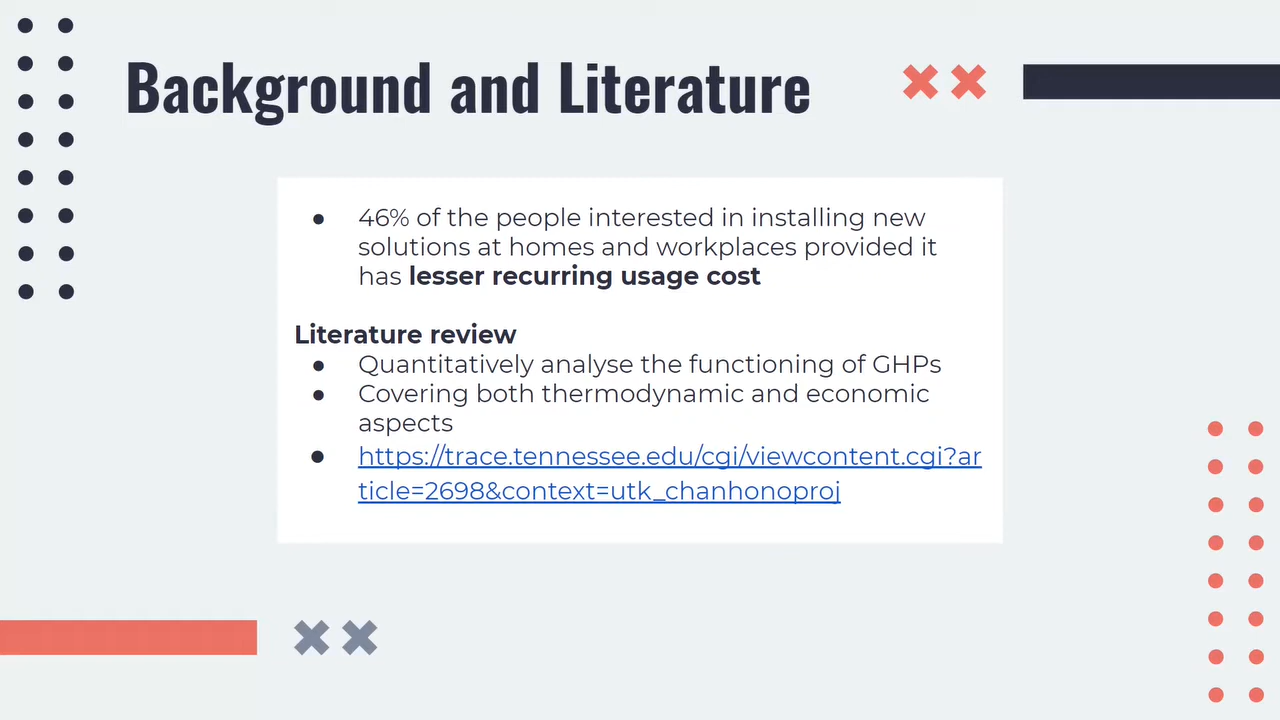 Background and Literature
● 46% of the people interested in installing new
solutions at homes and workplaces provided it
has lesser recurring usage cost
Literature review
● Quantitatively analyse the functioning of GHPs
● Covering both thermodynamic and economic
aspects
● https://trace.tennessee.edu/cgi/viewcontent.cgi?ar
ticle=2698&context=utk_chanhonoproj